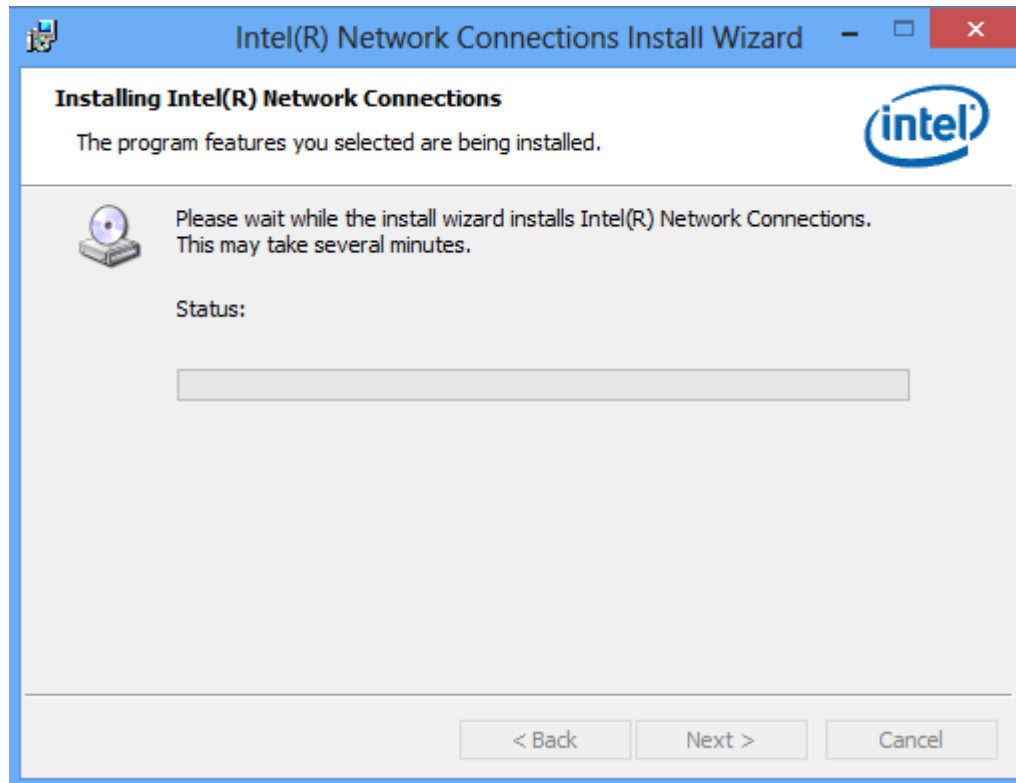 Intel(R) Network Connections Install Wizard
Installing Intel(R) Network Connections
The program features you selected are being installed.
intel
Please wait while the install wizard installs Intel(R) Network Connections.
This may take several minutes.
Status:
< Back Next > Cancel